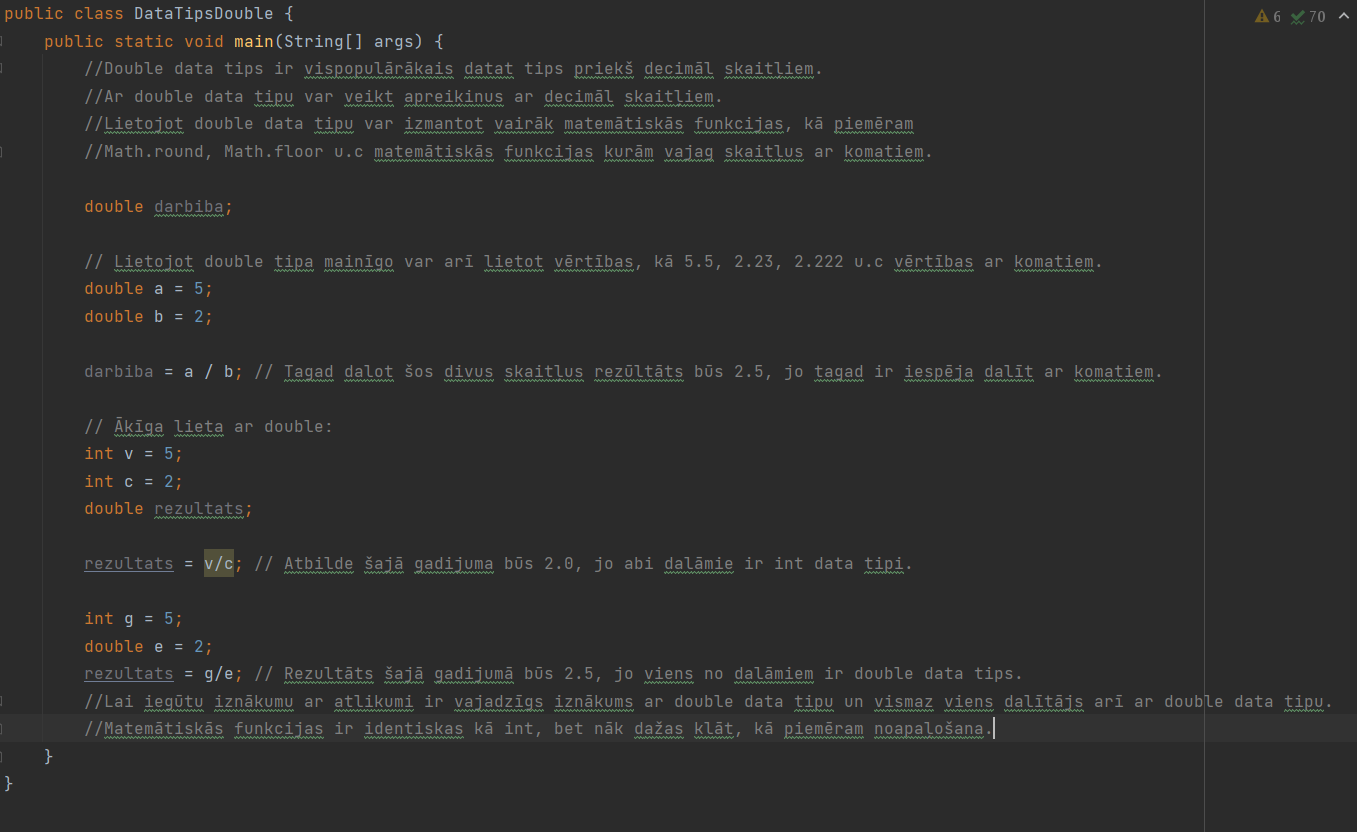 public class DataTipsDouble {
6 70
public static void main(String[] args) {
//Double data tips ir vispopulārākais datat tips priekš decimāl skaitliem.
//Ar double data tipu var veikt apreiķinus ar decimāl skaitļiem.
//Lietojot double data tipu var izmantot vairāk matemātiskās funkcijas, kā piemēram
//Math.round, Math.floor u.c matemātiskās funkcijas kurām vajag skaitļus ar komatiem.
double darbiba;
// Lietojot double tipa mainīgo var arī lietot vērtības, kā 5.5, 2.23, 2.222 u.c vērtības ar komatiem.
double a = 5;
double b = 2;
darbiba = a / b; // Tagad dalot šos divus skaitļus rezūltāts būs 2.5, jo tagad ir iespēja dalīt ar komatiem.
// Āķīga lieta ar double:
int v = 5;
int c = 2;
double rezultats;
rezultats = v/c; // Atbilde šajā gadijuma būs 2.0, jo abi dalāmie ir int data tipi.
int g = 5;
double e = 2;
rezultats = g/e; // Rezultāts šajā gadijumā būs 2.5, jo viens no dalāmiem ir double data tips.
//Lai iegūtu iznākumu ar atlikumi ir vajadzīgs iznākums ar double data tipu un vismaz viens dalītājs arī ar double data tipu.
//Matemātiskās funkcijas ir identiskas kā int, bet nāk dažas klāt, kā piemēram noapaļošana.
}
}